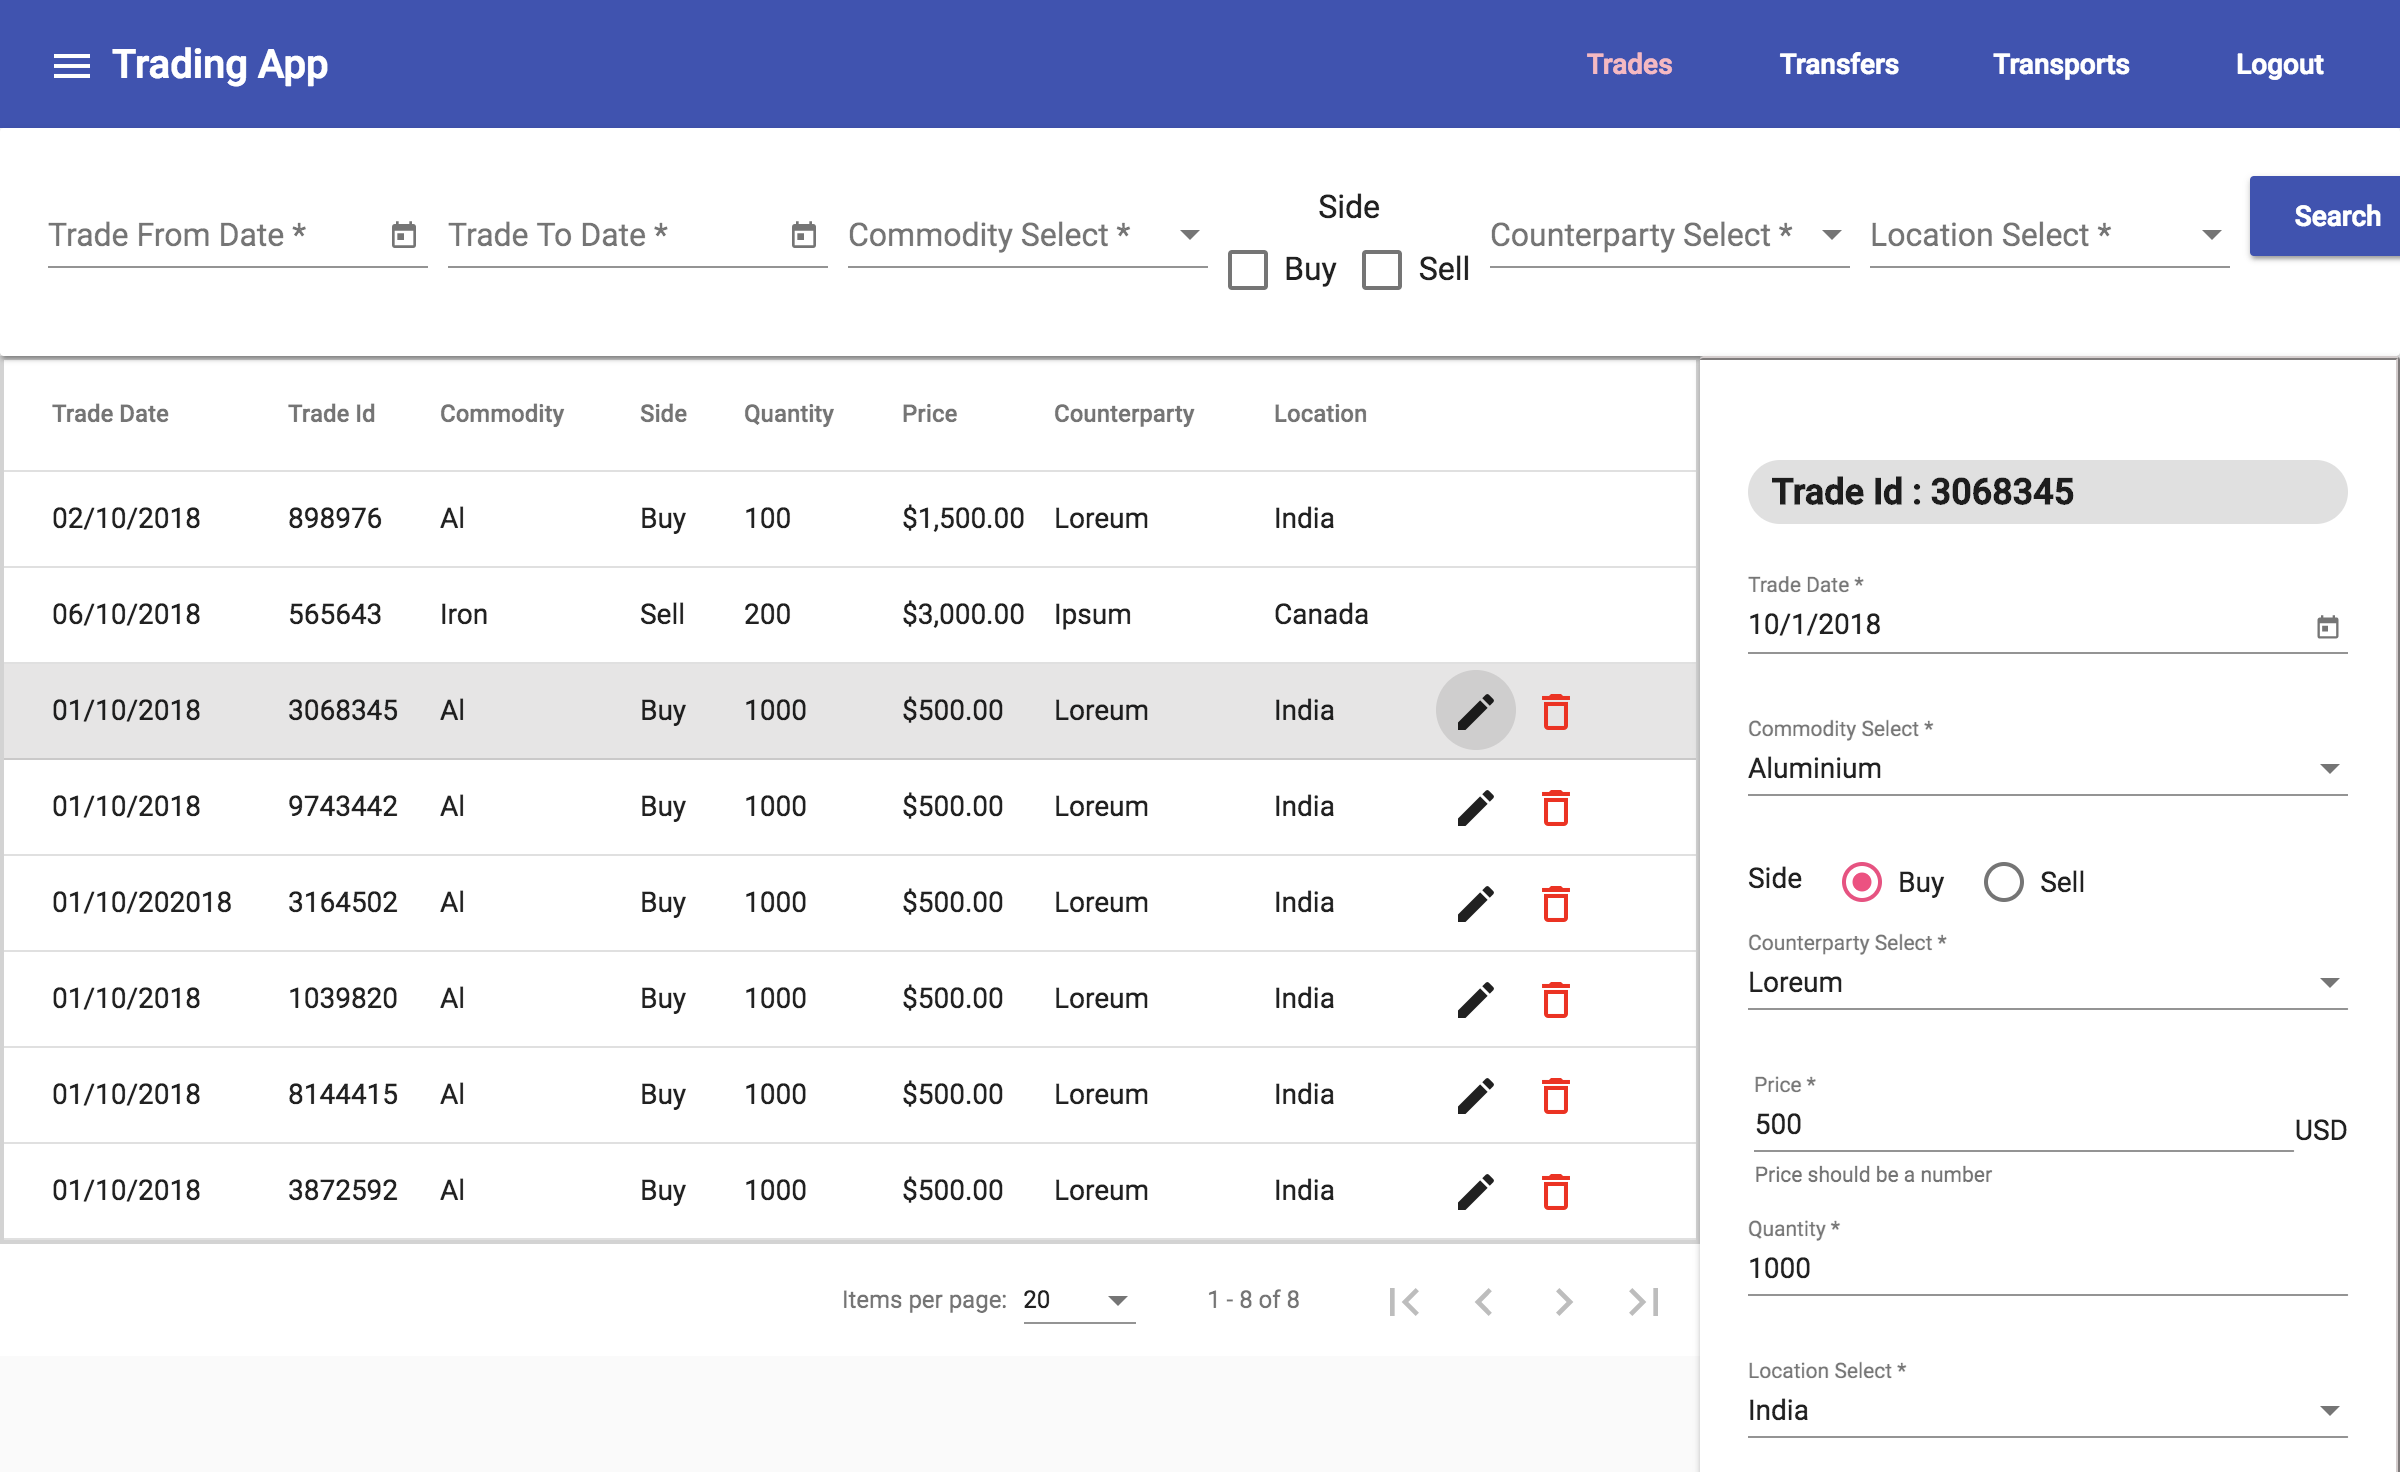 Trading App Trades Transfers Transports Logout
Trade From Date * Trade To Date * Commodity Select * Side Buy Sell Counterparty Select * Location Select * Search
Trade Date Trade Id Commodity Side Quantity Price Counterparty Location
02/10/2018 898976 Al Buy 100 $1,500.00 Loreum India
06/10/2018 565643 Iron Sell 200 $3,000.00 Ipsum Canada
01/10/2018 3068345 Al Buy 1000 $500.00 Loreum India
01/10/2018 9743442 Al Buy 1000 $500.00 Loreum India
01/10/202018 3164502 Al Buy 1000 $500.00 Loreum India
01/10/2018 1039820 Al Buy 1000 $500.00 Loreum India
01/10/2018 8144415 Al Buy 1000 $500.00 Loreum India
01/10/2018 3872592 Al Buy 1000 $500.00 Loreum India
Items per page: 20 1 - 8 of 8
Trade Id : 3068345
Trade Date *
10/1/2018
Commodity Select *
Aluminium
Side Buy Sell
Counterparty Select *
Loreum
Price *
500 USD
Price should be a number
Quantity *
1000
Location Select *
India